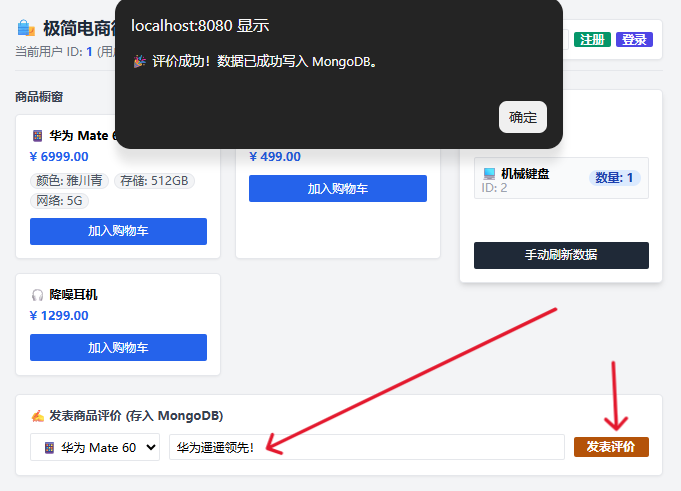 localhost:8080 显示
🎉 评价成功！数据已成功写入 MongoDB。
确定
🛍️ 极简电商
当前用户 ID: 1
注册 登录
商品橱窗
华为 Mate
¥ 6999.00
颜色: 雅川青 存储: 512GB
网络: 5G
加入购物车
¥ 499.00
加入购物车
机械键盘
ID: 2
数量: 1
手动刷新数据
🎧 降噪耳机
¥ 1299.00
加入购物车
✍️ 发表商品评价 (存入 MongoDB)
华为 Mate 60
华为遥遥领先!
发表评价